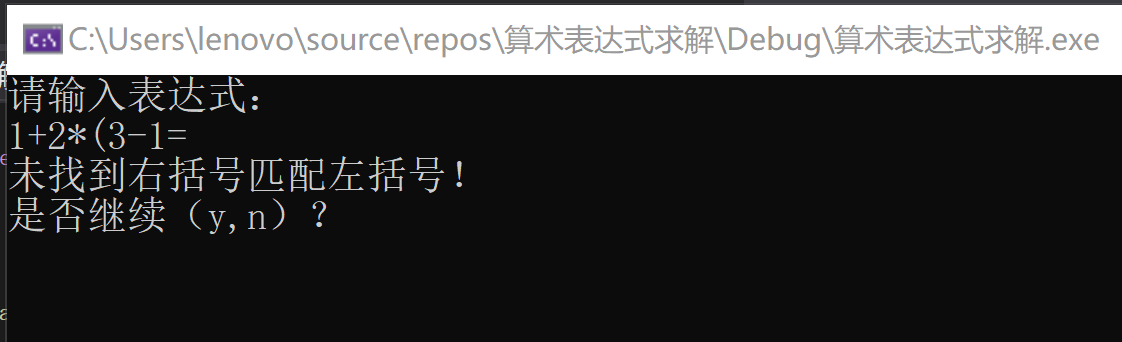 C:\Users\lenovo\source\repos\算术表达式求解\Debug\算术表达式求解.exe
请输入表达式：
1+2*(3-1=
未找到右括号匹配左括号！
是否继续（y,n）？